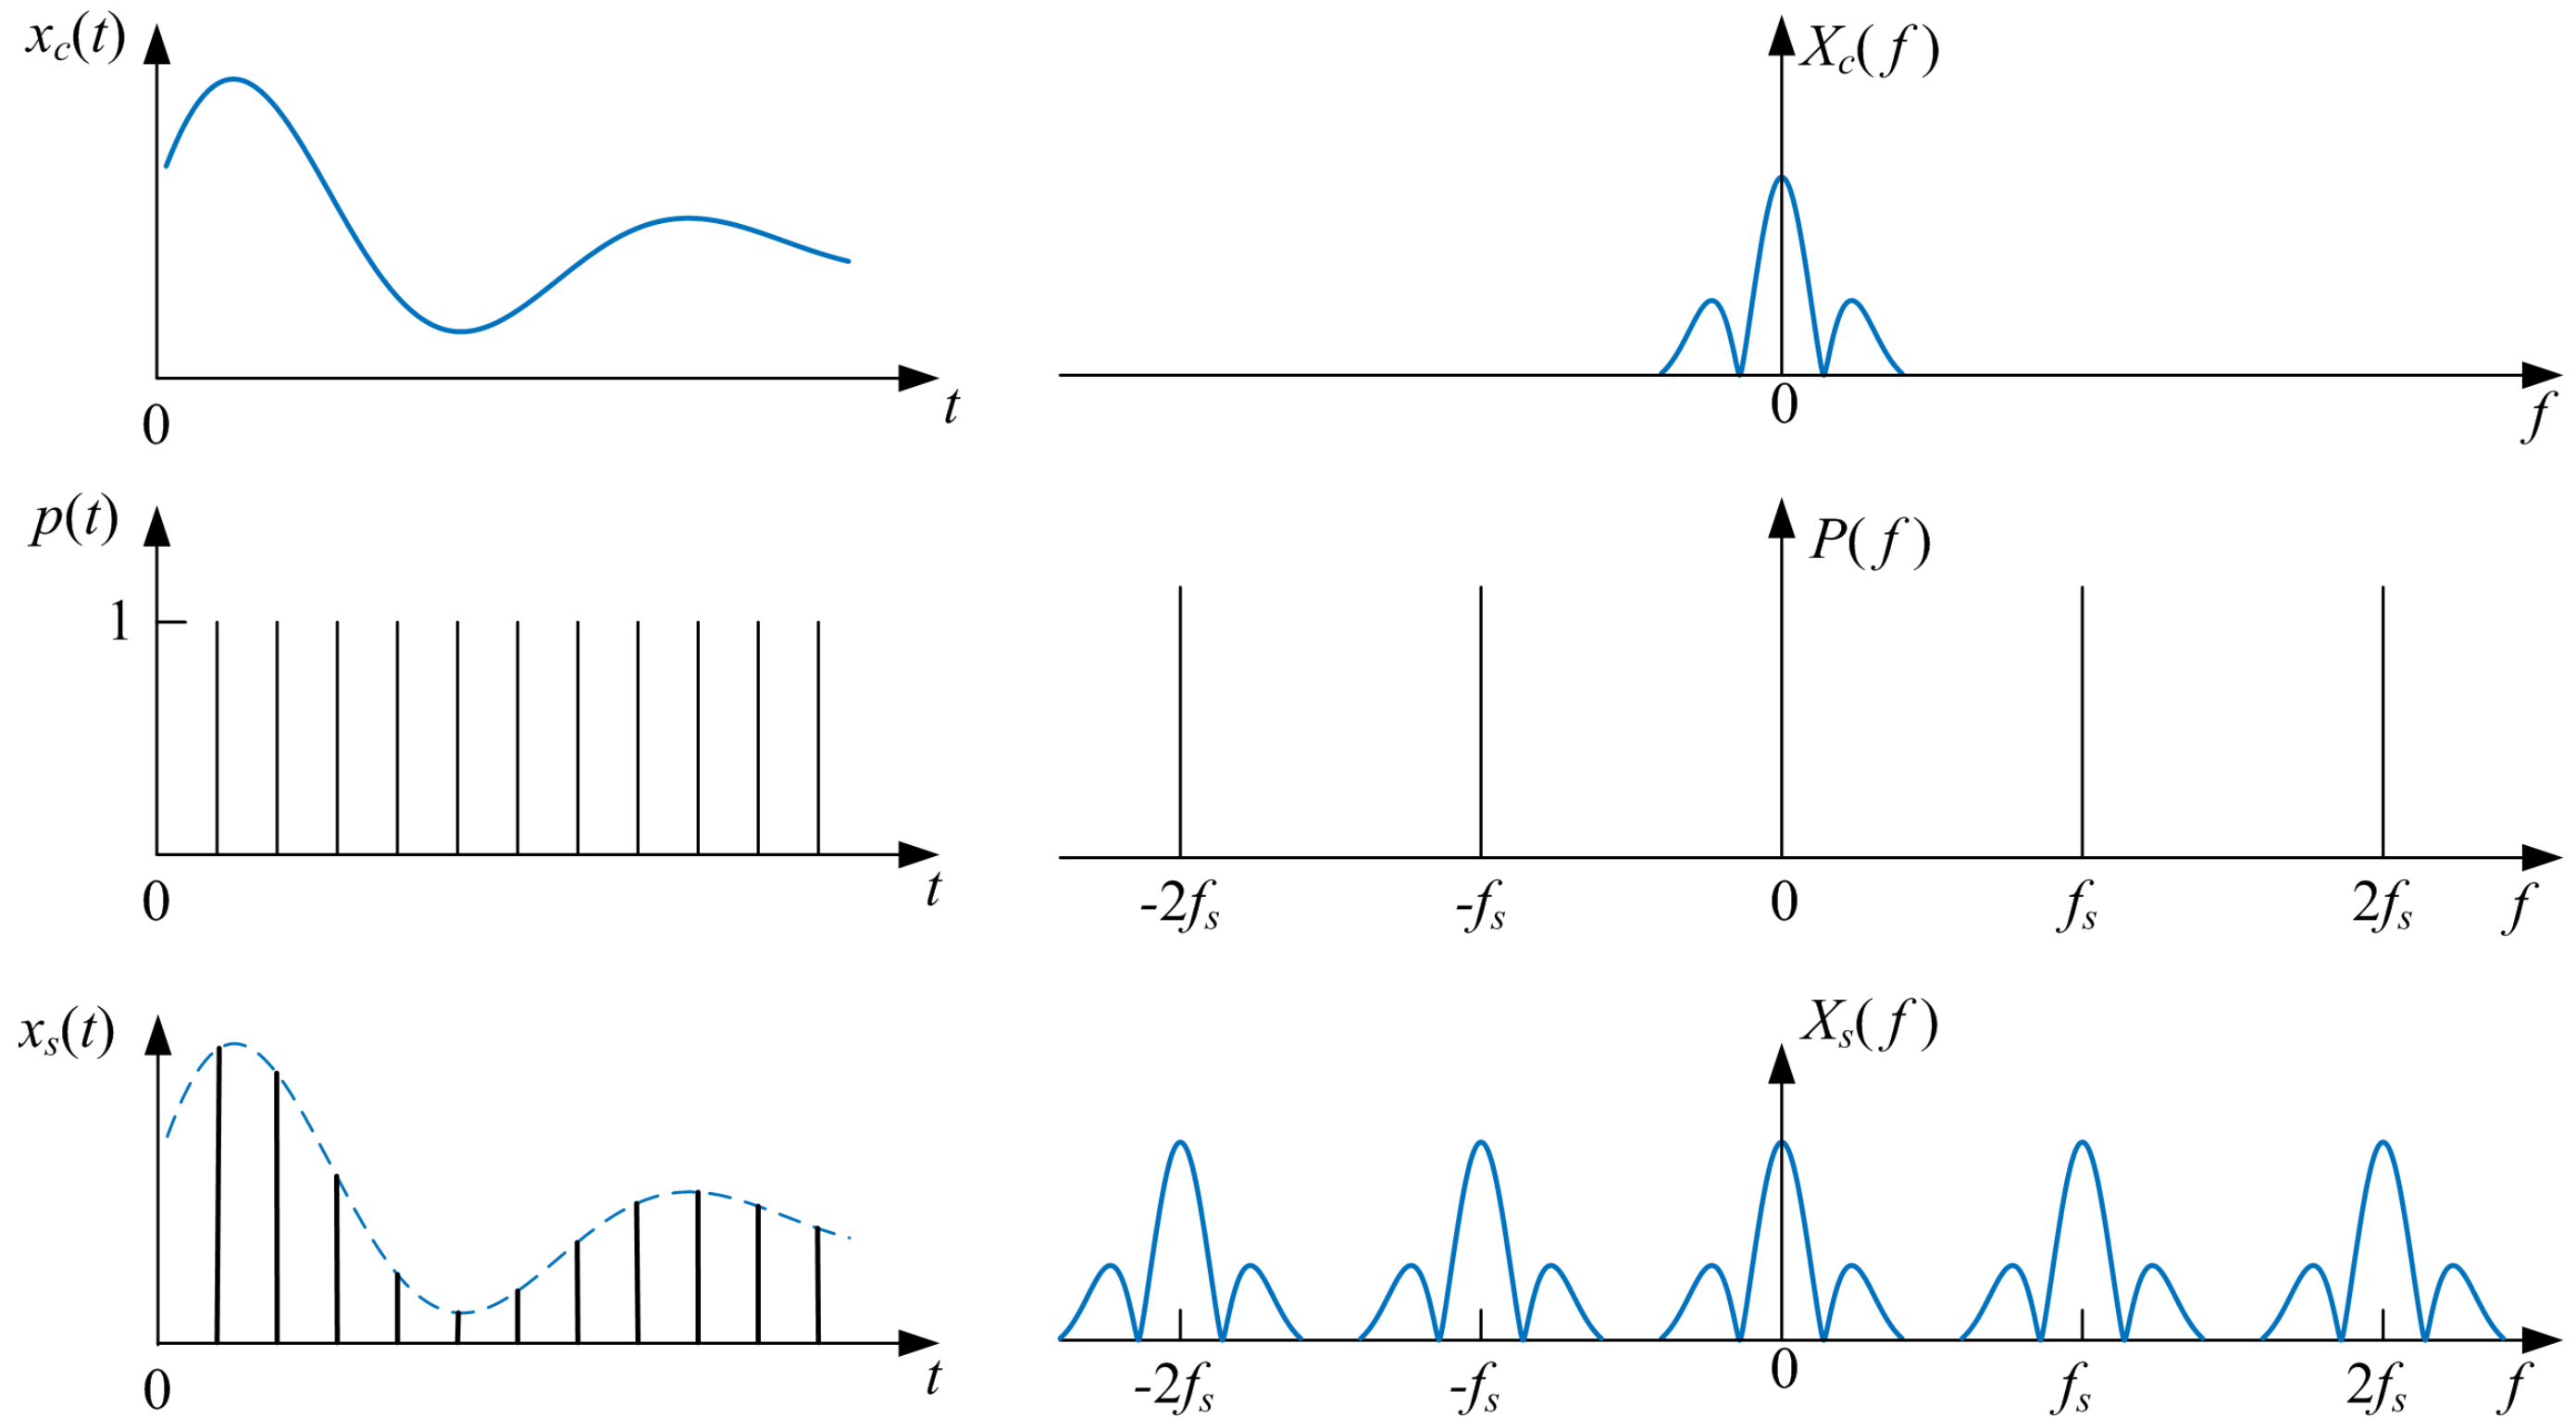 x_c(t)
0
t
X_c(f)
0
f
p(t)
1
0
t
P(f)
-2f_s
-f_s
0
f_s
2f_s
f
x_s(t)
0
t
X_s(f)
-2f_s
-f_s
0
f_s
2f_s
f